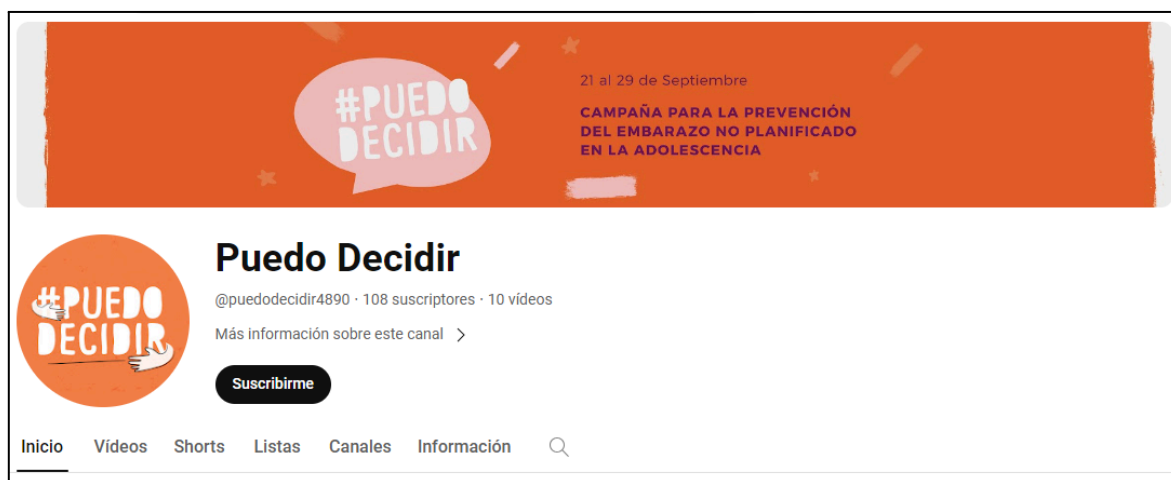 #PUEDO
DECIDIR
21 al 29 de Septiembre
CAMPAÑA PARA LA PREVENCIÓN
DEL EMBARAZO NO PLANIFICADO
EN LA ADOLESCENCIA
#PUEDO
DECIDIR
Puedo Decidir
@puedodecidir4890 · 108 suscriptores · 10 vídeos
Más información sobre este canal
Suscribirme
Inicio Vídeos Shorts Listas Canales Información